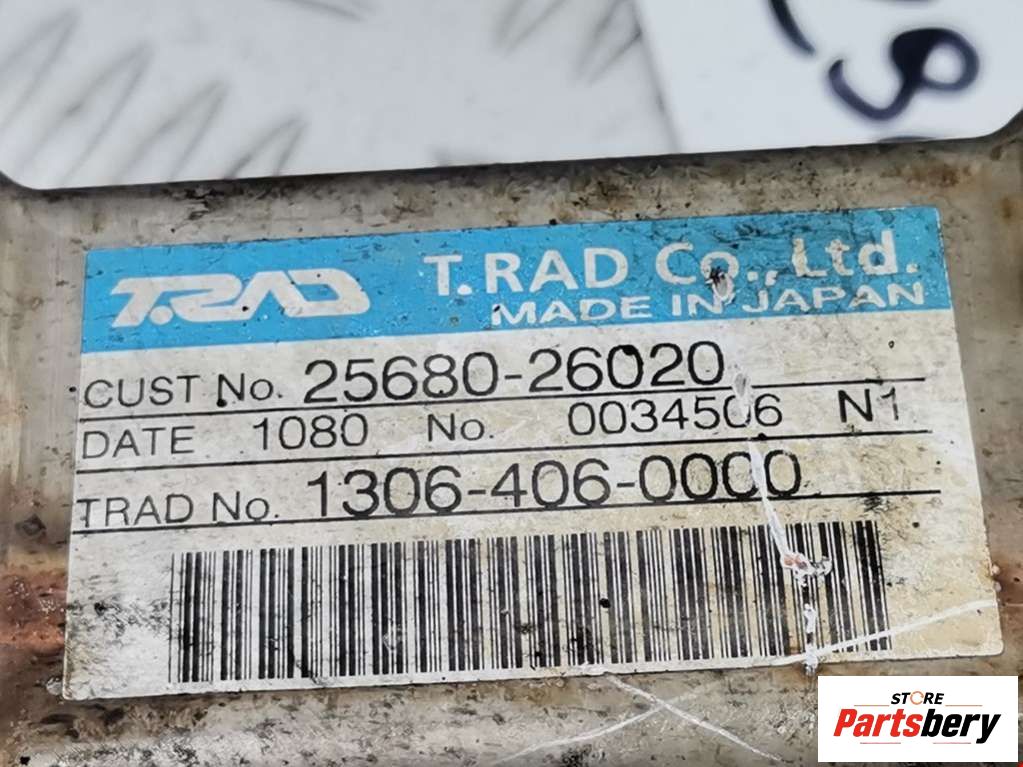 T.RAD T.RAD Co., Ltd.
MADE IN JAPAN
CUST No. 25680-26020
DATE 1080 No. 0034506 N1
TRAD No. 1306-406-0000
STORE
Partsbery